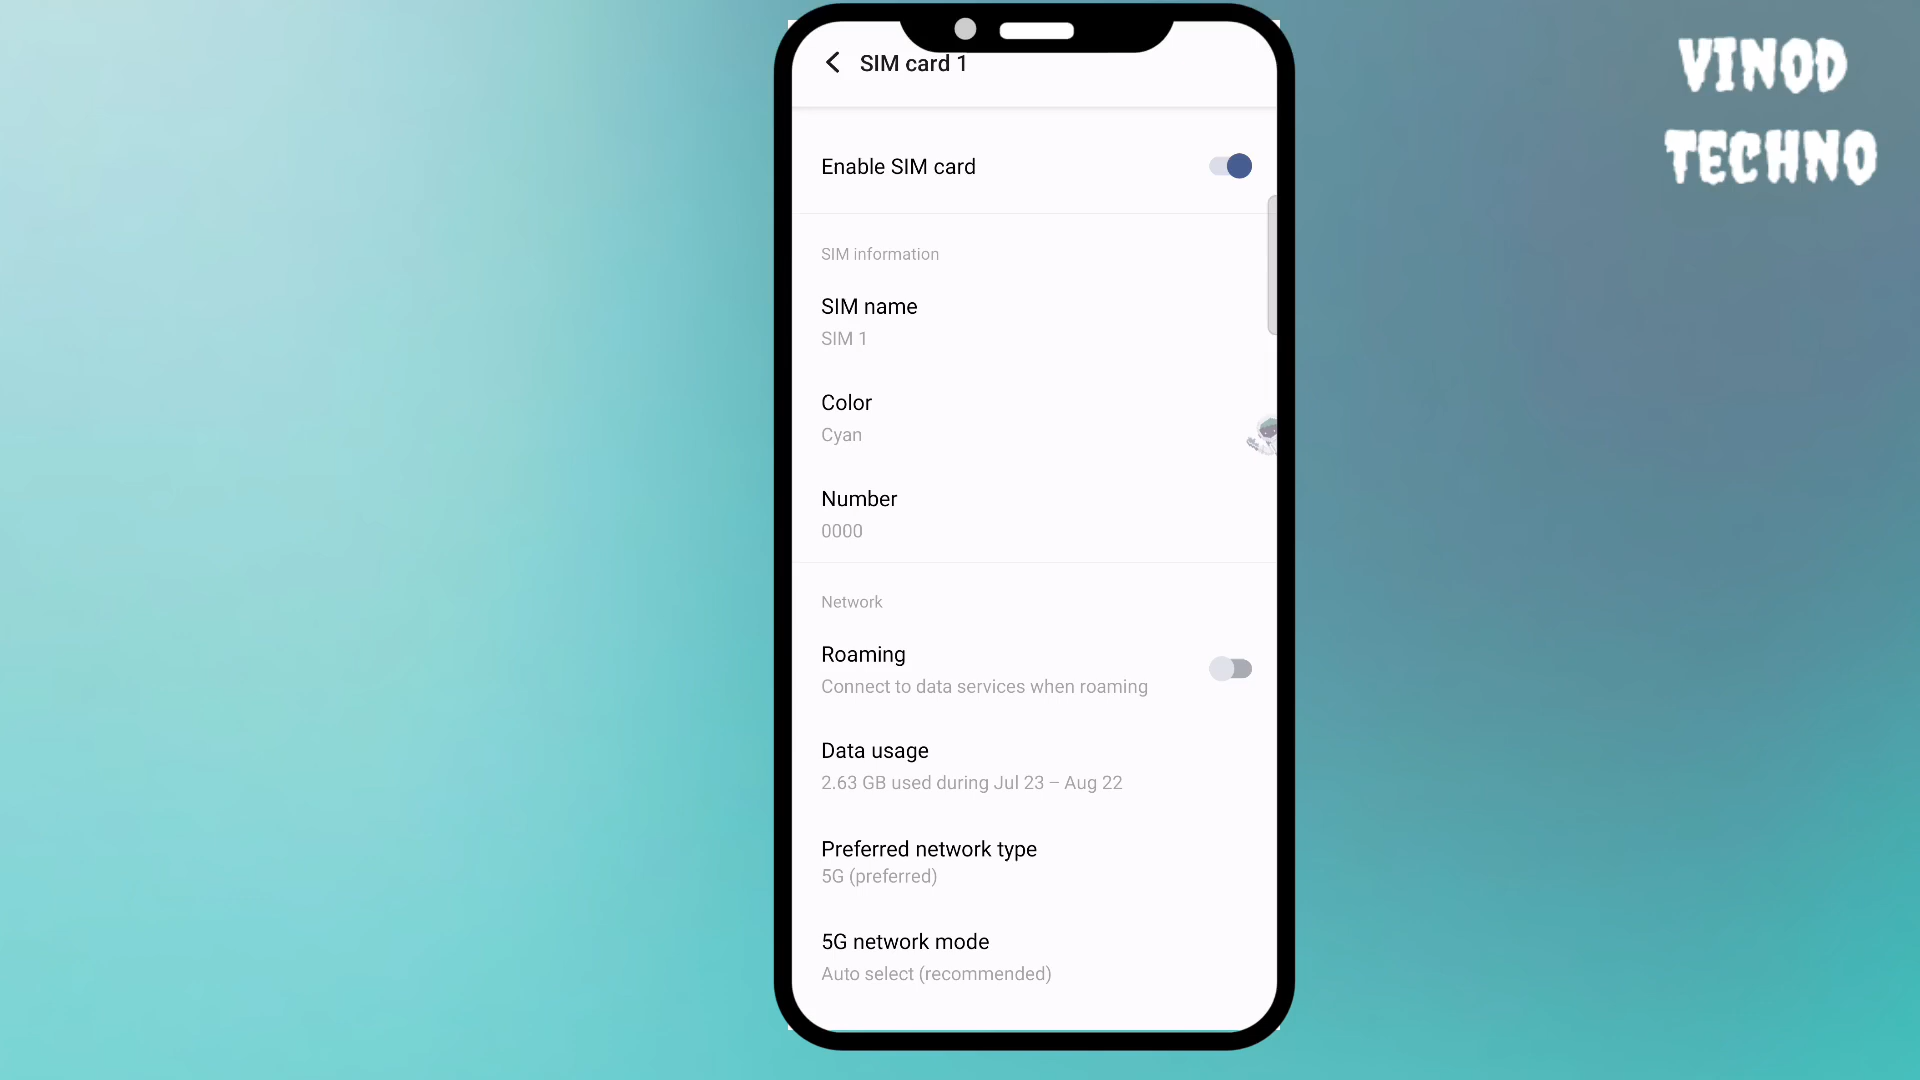 SIM card 1
VINOD
TECHNO
Enable SIM card
SIM information
SIM name
SIM 1
Color
Cyan
Number
0000
Network
Roaming
Connect to data services when roaming
Data usage
2.63 GB used during Jul 23 – Aug 22
Preferred network type
5G (preferred)
5G network mode
Auto select (recommended)